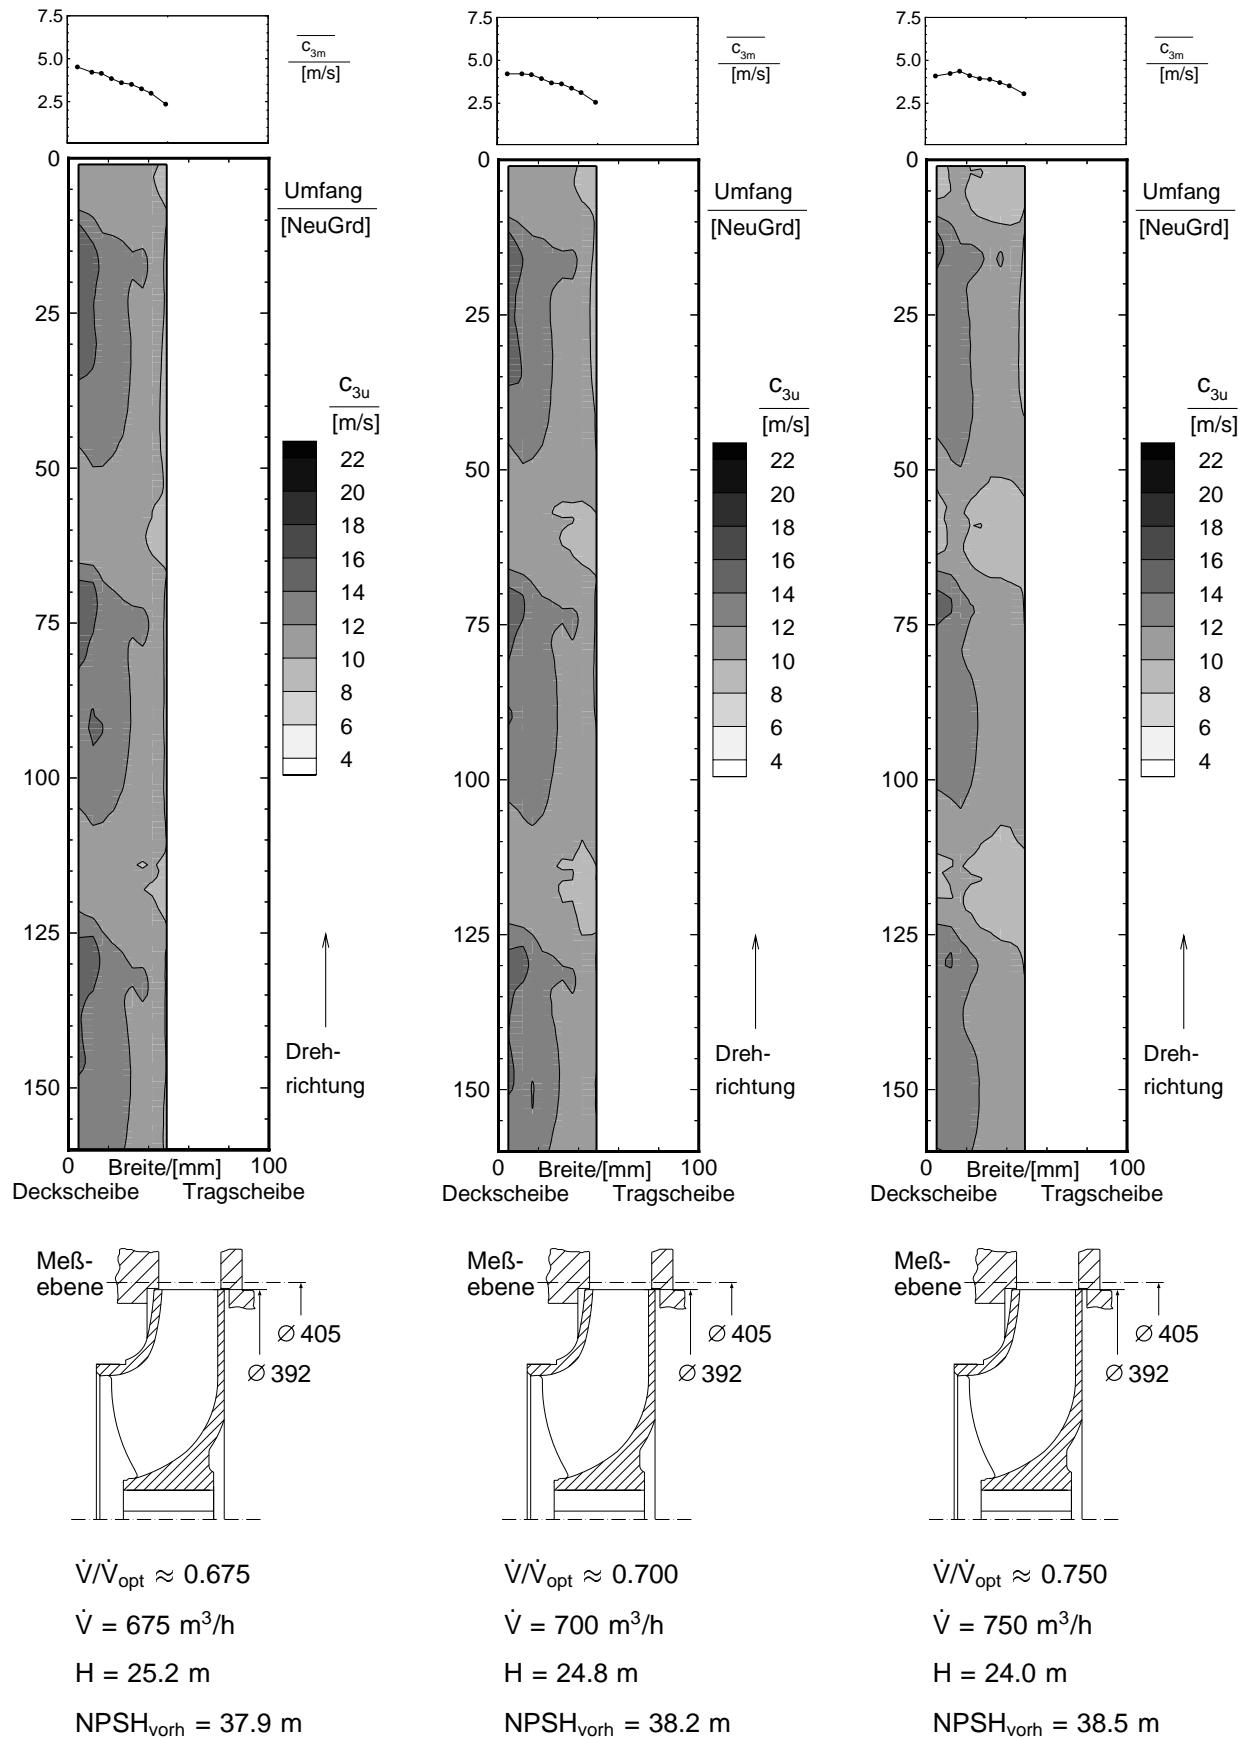 7.5
5.0
2.5
c3m
[m/s]
0
25
50
75
100
125
150
Umfang
[NeuGrd]
c3u
[m/s]
22
20
18
16
14
12
10
8
6
4
Dreh-
richtung
0 Breite/[mm] 100
Deckscheibe Tragscheibe
Meß-
ebene
∅ 405
∅ 392
V̇/V̇opt ≈ 0.675
V̇ = 675 m³/h
H = 25.2 m
NPSHvorh = 37.9 m
7.5
5.0
2.5
c3m
[m/s]
0
25
50
75
100
125
150
Umfang
[NeuGrd]
c3u
[m/s]
22
20
18
16
14
12
10
8
6
4
Dreh-
richtung
0 Breite/[mm] 100
Deckscheibe Tragscheibe
Meß-
ebene
∅ 405
∅ 392
V̇/V̇opt ≈ 0.700
V̇ = 700 m³/h
H = 24.8 m
NPSHvorh = 38.2 m
7.5
5.0
2.5
c3m
[m/s]
0
25
50
75
100
125
150
Umfang
[NeuGrd]
c3u
[m/s]
22
20
18
16
14
12
10
8
6
4
Dreh-
richtung
0 Breite/[mm] 100
Deckscheibe Tragscheibe
Meß-
ebene
∅ 405
∅ 392
V̇/V̇opt ≈ 0.750
V̇ = 750 m³/h
H = 24.0 m
NPSHvorh = 38.5 m